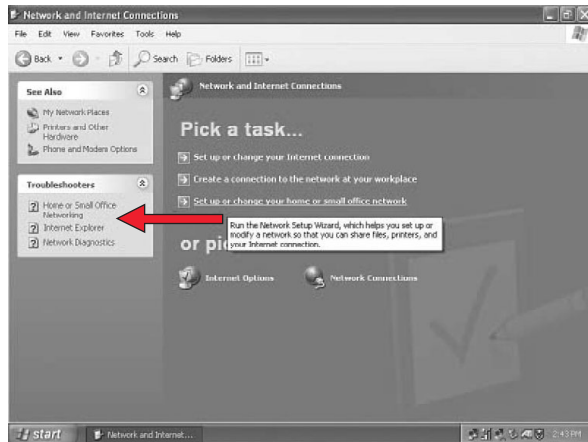 Network and Internet Connections
File Edit View Favorites Tools Help
Back Search Folders
See Also
My Network Places
Printers and Other
Hardware
Phone and Modem Options
Troubleshooters
Home or Small Office
Networking
Internet Explorer
Network Diagnostics
Network and Internet Connections
Pick a task...
Set up or change your Internet connection
Create a connection to the network at your workplace
Set up or change your home or small office network
Run the Network Setup Wizard, which helps you set up or
modify a network so that you can share files, printers, and
your Internet connection.
or pi
Internet Options Network Connections
start Network and Internet... 2:43 PM